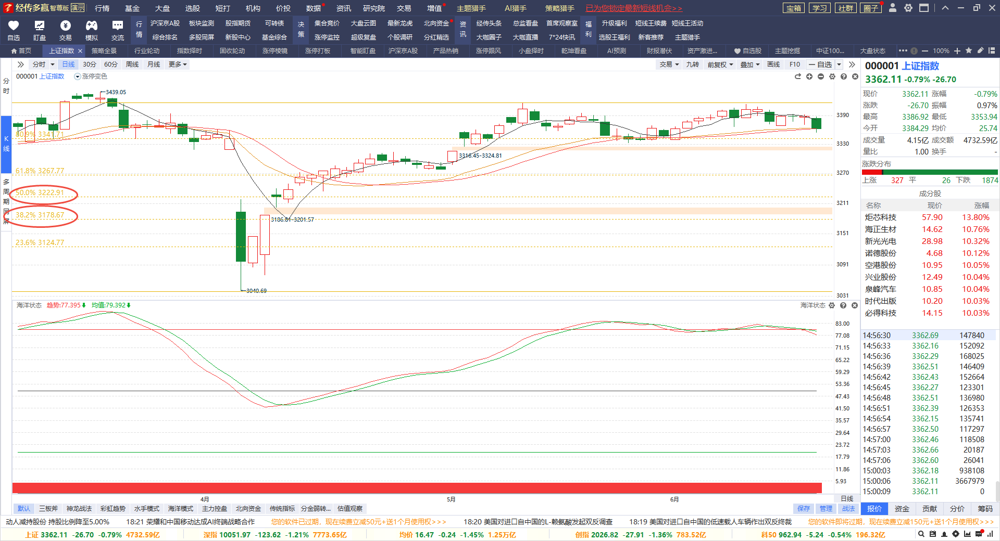 经传多赢 智尊版 演示 行情 基金 大盘 选股 短打 机构 价投 数据 资讯 研究院 交易 增值 主题猎手 AI猎手 策略猎手 已为您锁定最新短线机会>> 宝箱 学习 社群 圈子
行情 沪深京A股 板块监测 股指期货 可转债 决策 集合竞价 大盘云图 最新龙虎 北向资金 资讯 经传头条 总监看盘 首席观察室 福利 升级福利 短线王续费 短线王活动
自选 盯盘 交易 模拟 交流 综合排名 多股同屏 新股中心 基金综合 涨停监控 超级复盘 个股调研 分红精选 大咖圈子 大咖直播 7*24快讯 选股王福利 新客推荐 主题猎手
首页 上证指数 策略全景 行业轮动 指数择时 国收轮动 涨停棱镜 涨停打板 智能盯盘 沪深京A股 产品热销 涨停跟风 小盘择时 乾坤看盘 AI预测 财报潜伏 资产激进... 自选股 主题挖掘 中证100... 大盘状态 100%
分时 日线 30分 60分 周线 月线 更多 交易 九转 前复权 叠加 画线 F10 自选
000001 上证指数 涨停变色
分时
K线
多周期同屏
3439.05
80.9% 3341.71
61.8% 3267.77
50.0% 3222.91
38.2% 3178.67
23.6% 3124.77
3316.45-3324.81
3186.81-3201.57
3040.69
3390
3330
3270
3211
3151
3091
3031
海洋状态 趋势:77.395 均值:79.392 海洋状态
83.00
77.08
71.15
65.22
59.29
53.36
47.43
41.50
35.57
29.64
23.72
17.79
11.86
5.93
4月 5月 6月 日线
默认 三板斧 神龙战法 彩虹趋势 水手模式 海洋模式 主力控盘 北向资金 传统指标 分金弱转... 估值观察 保存 管理 战法
000001 上证指数
3362.11 -0.79% -26.70
现价 3362.11 涨幅 -0.79%
涨跌 -26.70 振幅 0.97%
最高 3386.92 最低 3353.94
今开 3384.29 均价 25.74
成交量 4.15亿 成交额 4732.59亿
量比 1.00 换手 -
涨跌分布
上涨 327 平 26 下跌 1874
成分股
名称 现价 涨幅
炬芯科技 57.90 13.80%
海正生材 14.62 10.76%
新光光电 28.98 10.32%
诺德股份 4.68 10.12%
空港股份 10.95 10.05%
兴业股份 12.49 10.04%
泉峰汽车 10.85 10.04%
时代出版 10.20 10.03%
必得科技 14.15 10.03%
14:56:30 3362.69 147840
14:56:33 3362.16 152092
14:56:36 3362.29 168025
14:56:39 3362.51 146409
14:56:42 3362.43 152664
14:56:45 3362.27 123301
14:56:48 3362.51 136980
14:56:51 3362.39 126353
14:56:54 3362.15 135741
14:56:57 3362.50 117297
14:57:00 3362.46 118508
14:57:03 3362.66 20187
14:57:06 3362.60 26041
15:00:03 3362.18 938108
15:00:06 3362.11 3667979
15:00:09 3362.11 0
报价 资金 贡献 分价 筹码
动人减持股份 持股比例降至5.00% 18:21 荣耀和中国移动达成AI终端战略合作 您的软件已过期，现在续费立减50元+送1个月使用权>>> 18:20 美国对进口自中国的L-赖氨酸发起双反调查 18:19 美国对进口自中国的低速载人车辆作出双反终裁 您的软件即将过期，现在续费立减150元+送1个月使用权>>>
上证 3362.11 -26.70 -0.79% 4732.59亿 深指 10051.97 -123.62 -1.21% 7773.65亿 均价 16.47 -0.24 -1.45% 1.25万亿 创指 2026.82 -27.91 -1.36% 783.52亿 科50 962.94 -5.24 -0.54% 196.32亿